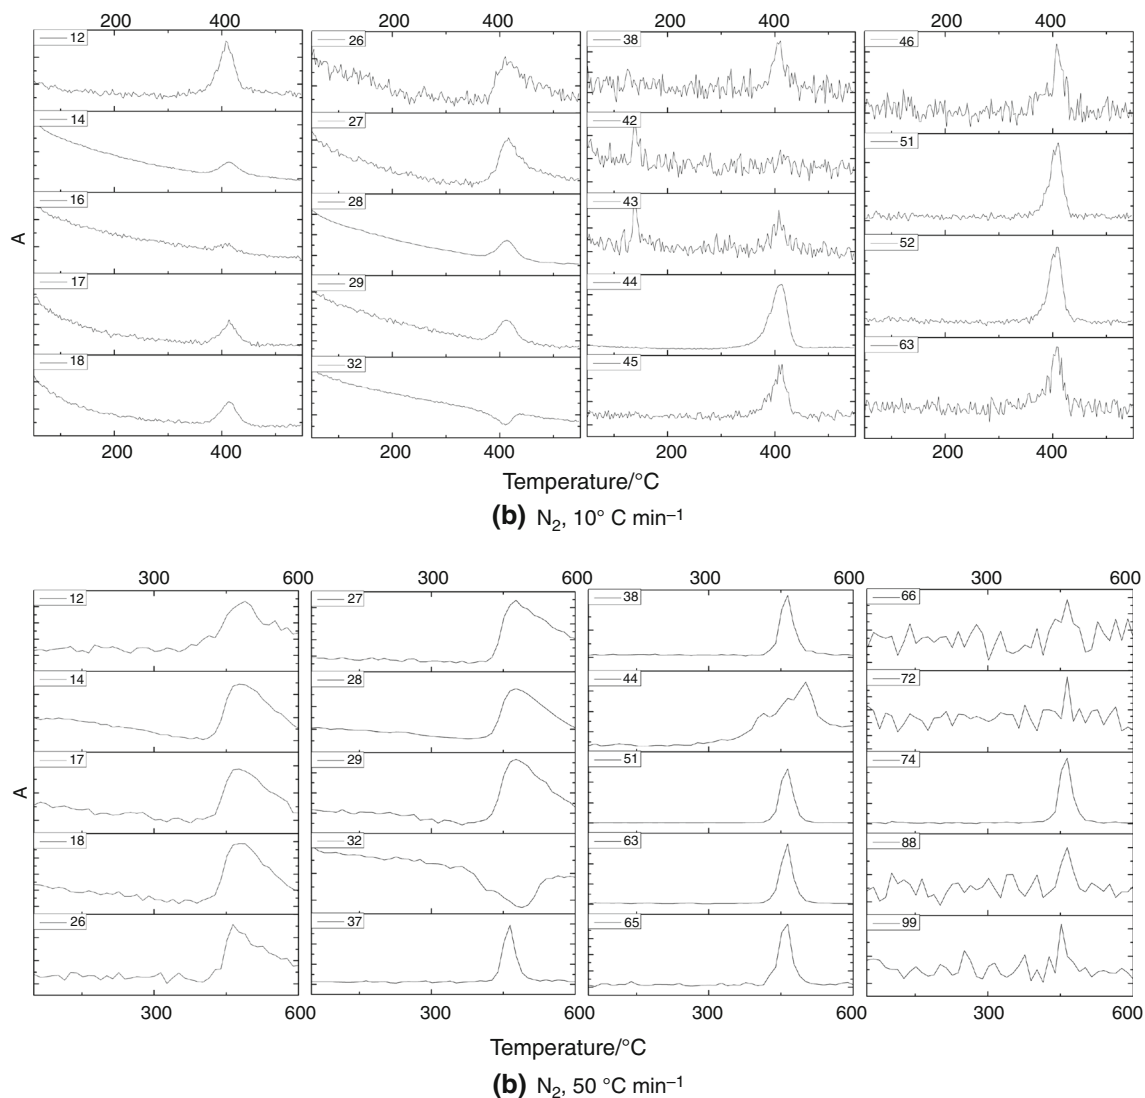 200 400 200 400 200 400 200 400
12 26 38 46
14 27 42 51
16 28 43 52
17 29 44 63
18 32 45
A
200 400 200 400 200 400 200 400
Temperature/°C
(b) N₂, 10° C min⁻¹
300 600 300 600 300 600 300 600
12 27 38 66
14 28 44 72
17 29 51 74
18 32 63 88
26 37 65 99
A
300 600 300 600 300 600 300 600
Temperature/°C
(b) N₂, 50 °C min⁻¹